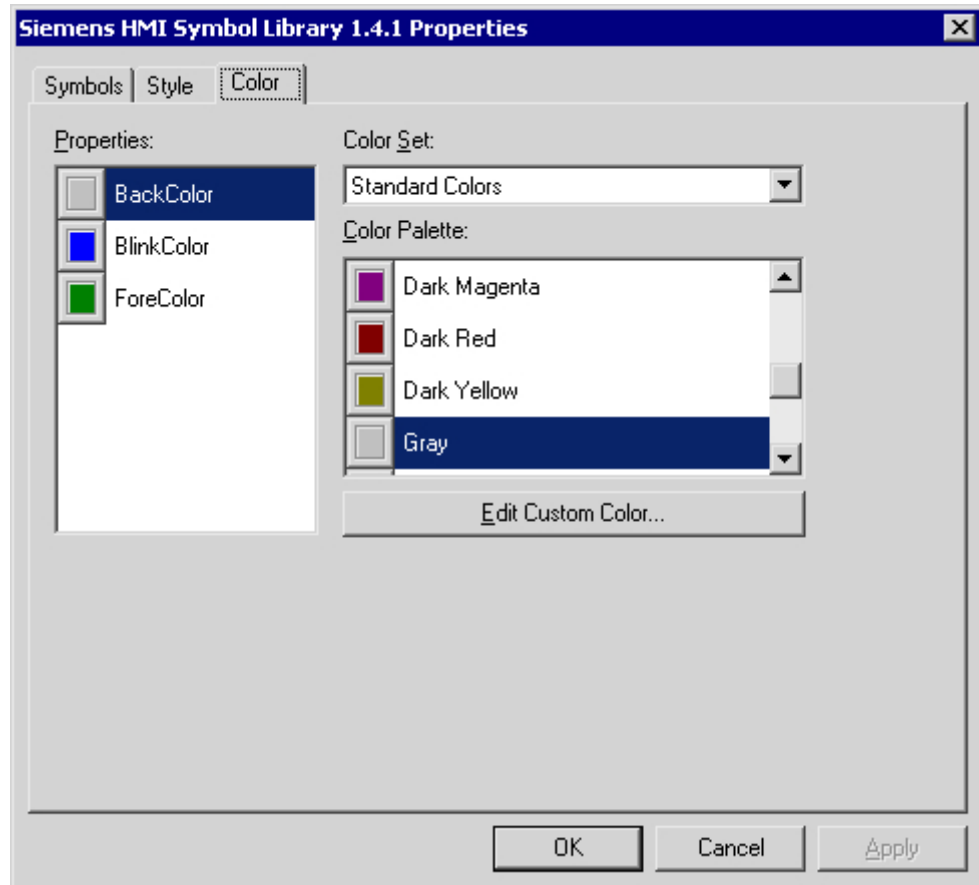 Siemens HMI Symbol Library 1.4.1 Properties
Symbols Style Color
Properties:
BackColor
BlinkColor
ForeColor
Color Set:
Standard Colors
Color Palette:
Dark Magenta
Dark Red
Dark Yellow
Gray
Edit Custom Color...
OK Cancel Apply